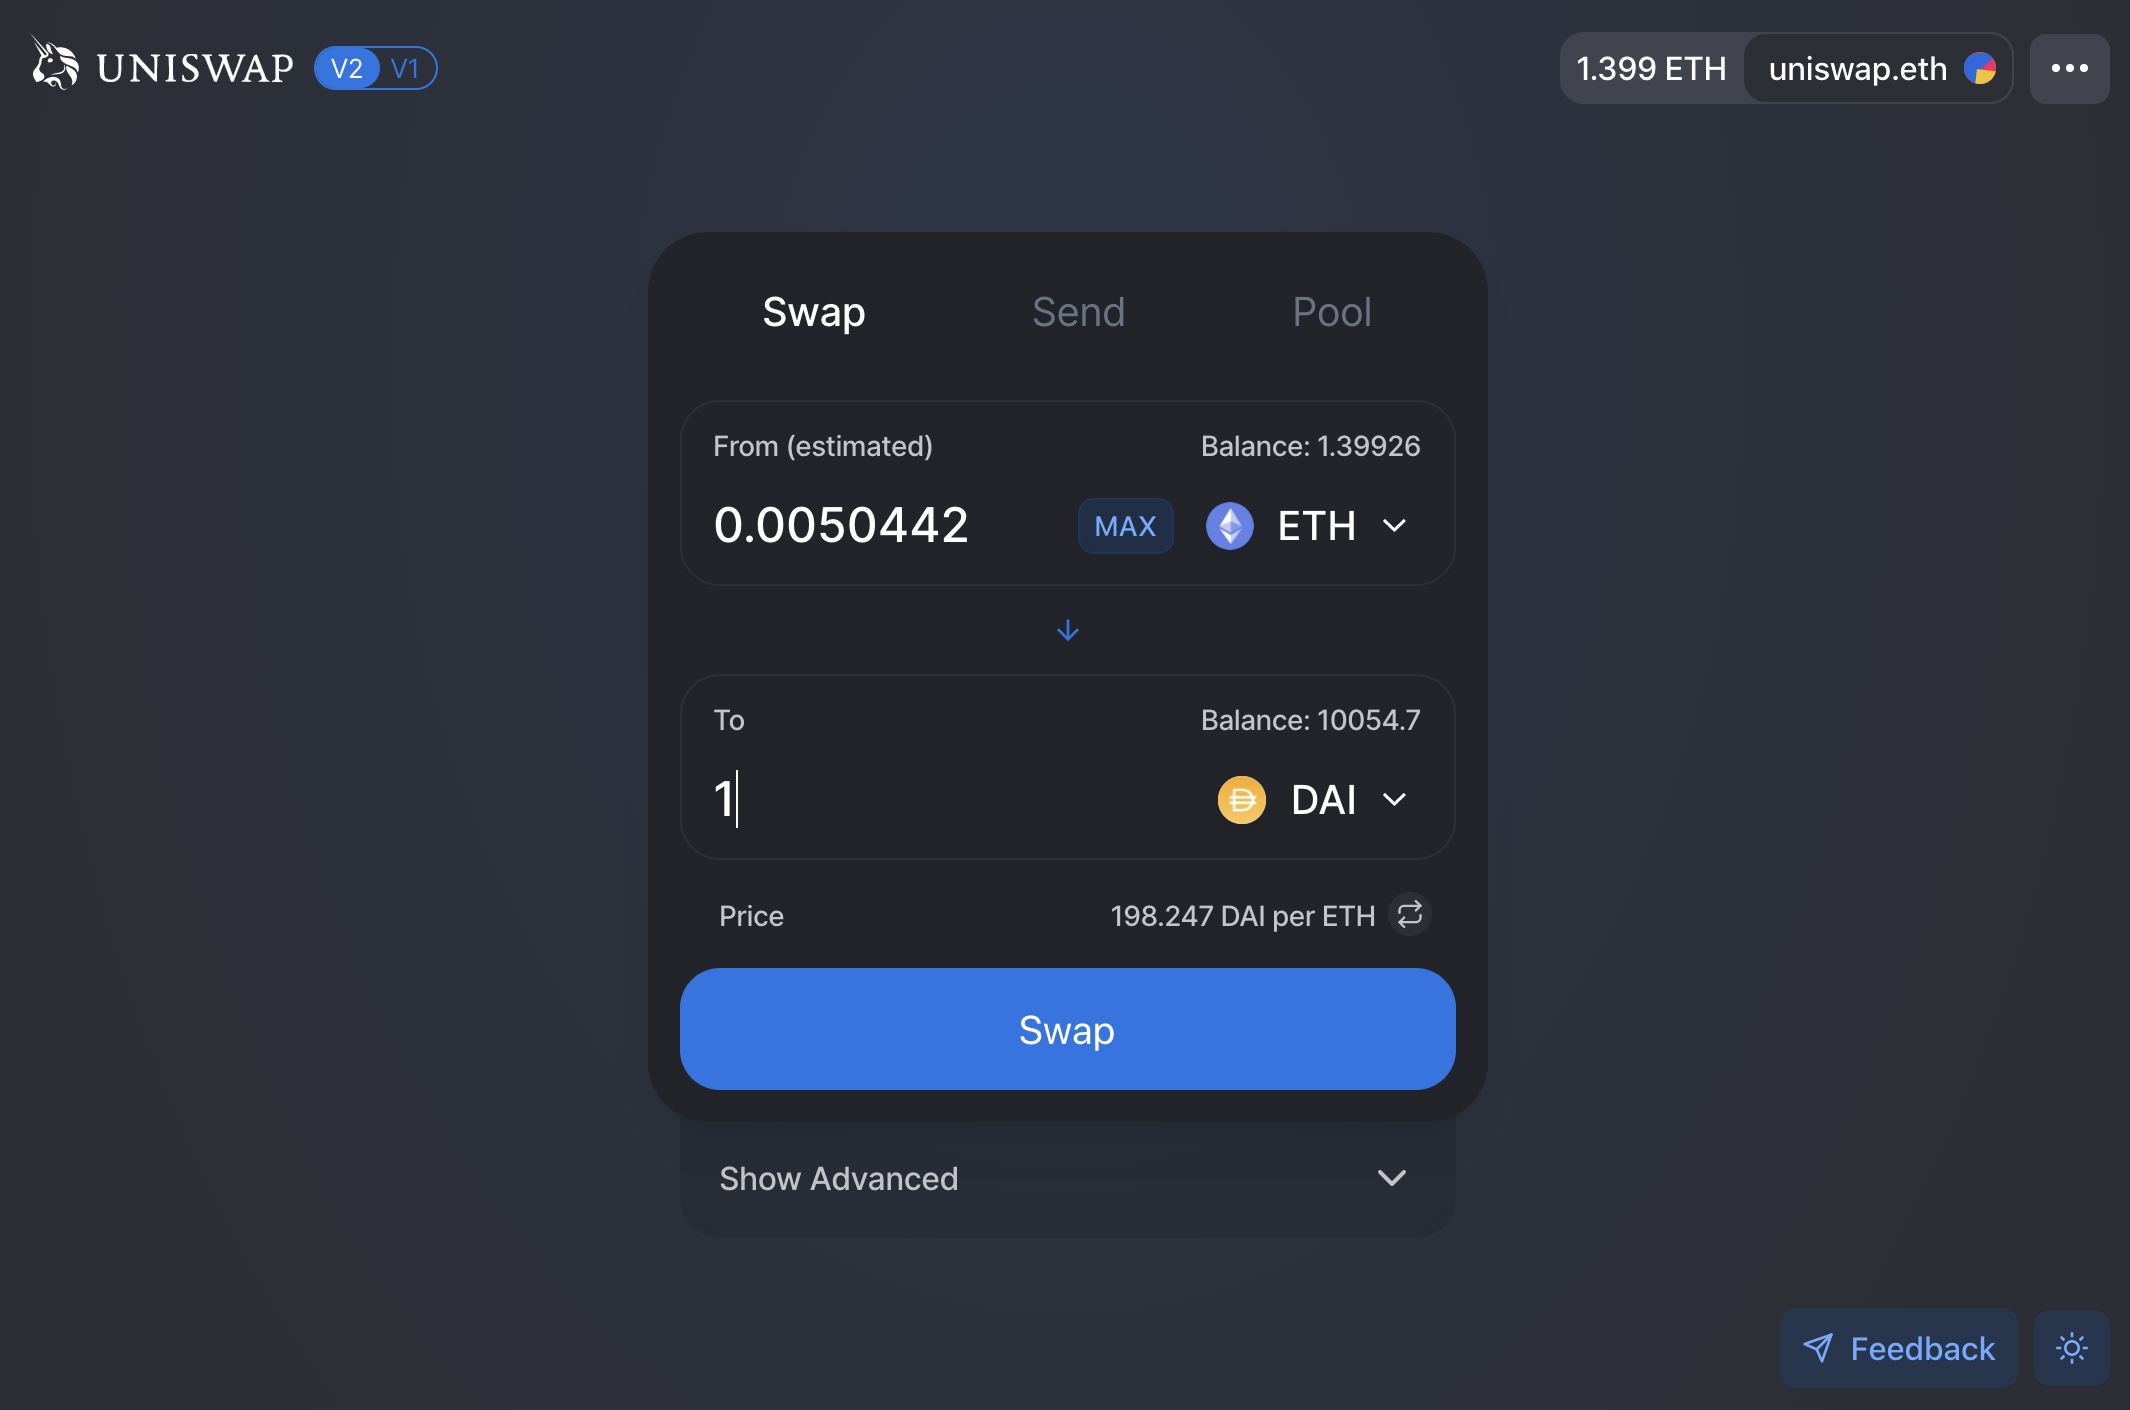 UNISWAP V2 V1
1.399 ETH uniswap.eth
Swap Send Pool
From (estimated) Balance: 1.39926
0.0050442 MAX ETH
To Balance: 10054.7
1 DAI
Price 198.247 DAI per ETH
Swap
Show Advanced
Feedback